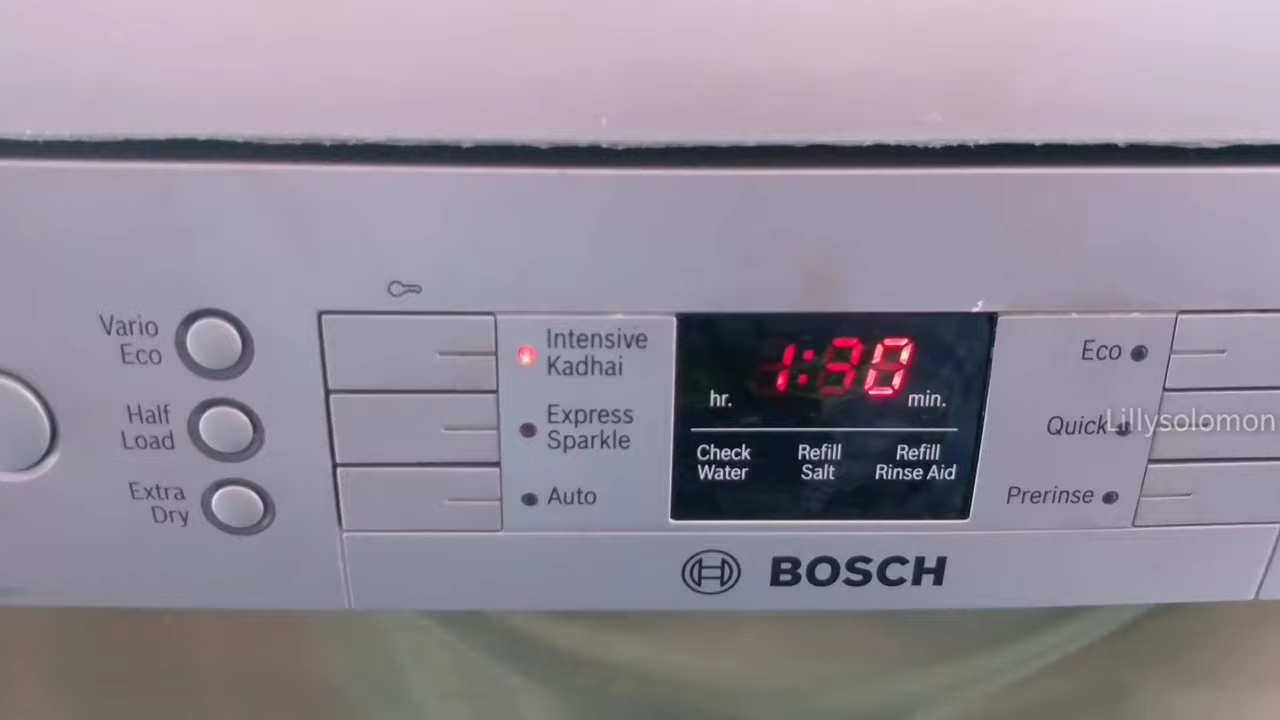 Vario
Eco
Half
Load
Extra
Dry
Intensive
Kadhai
Express
Sparkle
Auto
1:30
hr.
min.
Check
Water
Refill
Salt
Refill
Rinse Aid
Eco
Quick
Lillysolomon
Prerinse
BOSCH